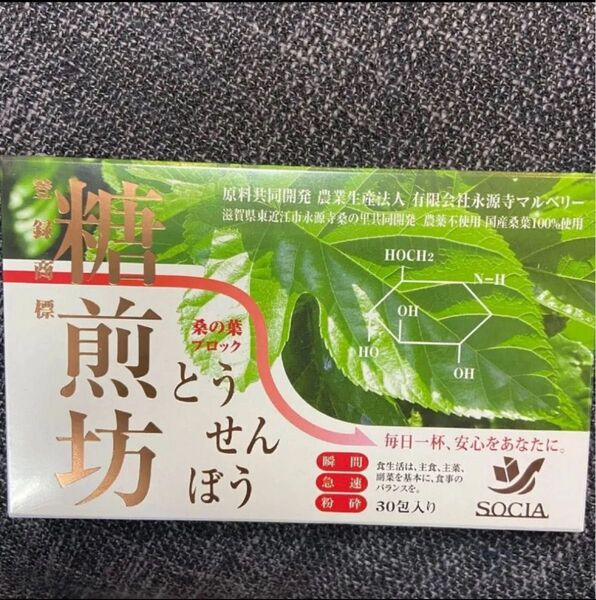 登録商標
糖煎坊
原料共同開発 農業生産法人 有限会社永源寺マルベリー
滋賀県東近江市永源寺桑の里共同開発 農薬不使用 国産桑葉100%使用
HOCH2
N-H
OH
HO
OH
桑の葉
ブロック
とう
せん
ぼう
毎日一杯、安心をあなたに。
瞬間
急速
粉砕
食生活は、主食、主菜、
副菜を基本に、食事の
バランスを。
30包入り
SOCIA